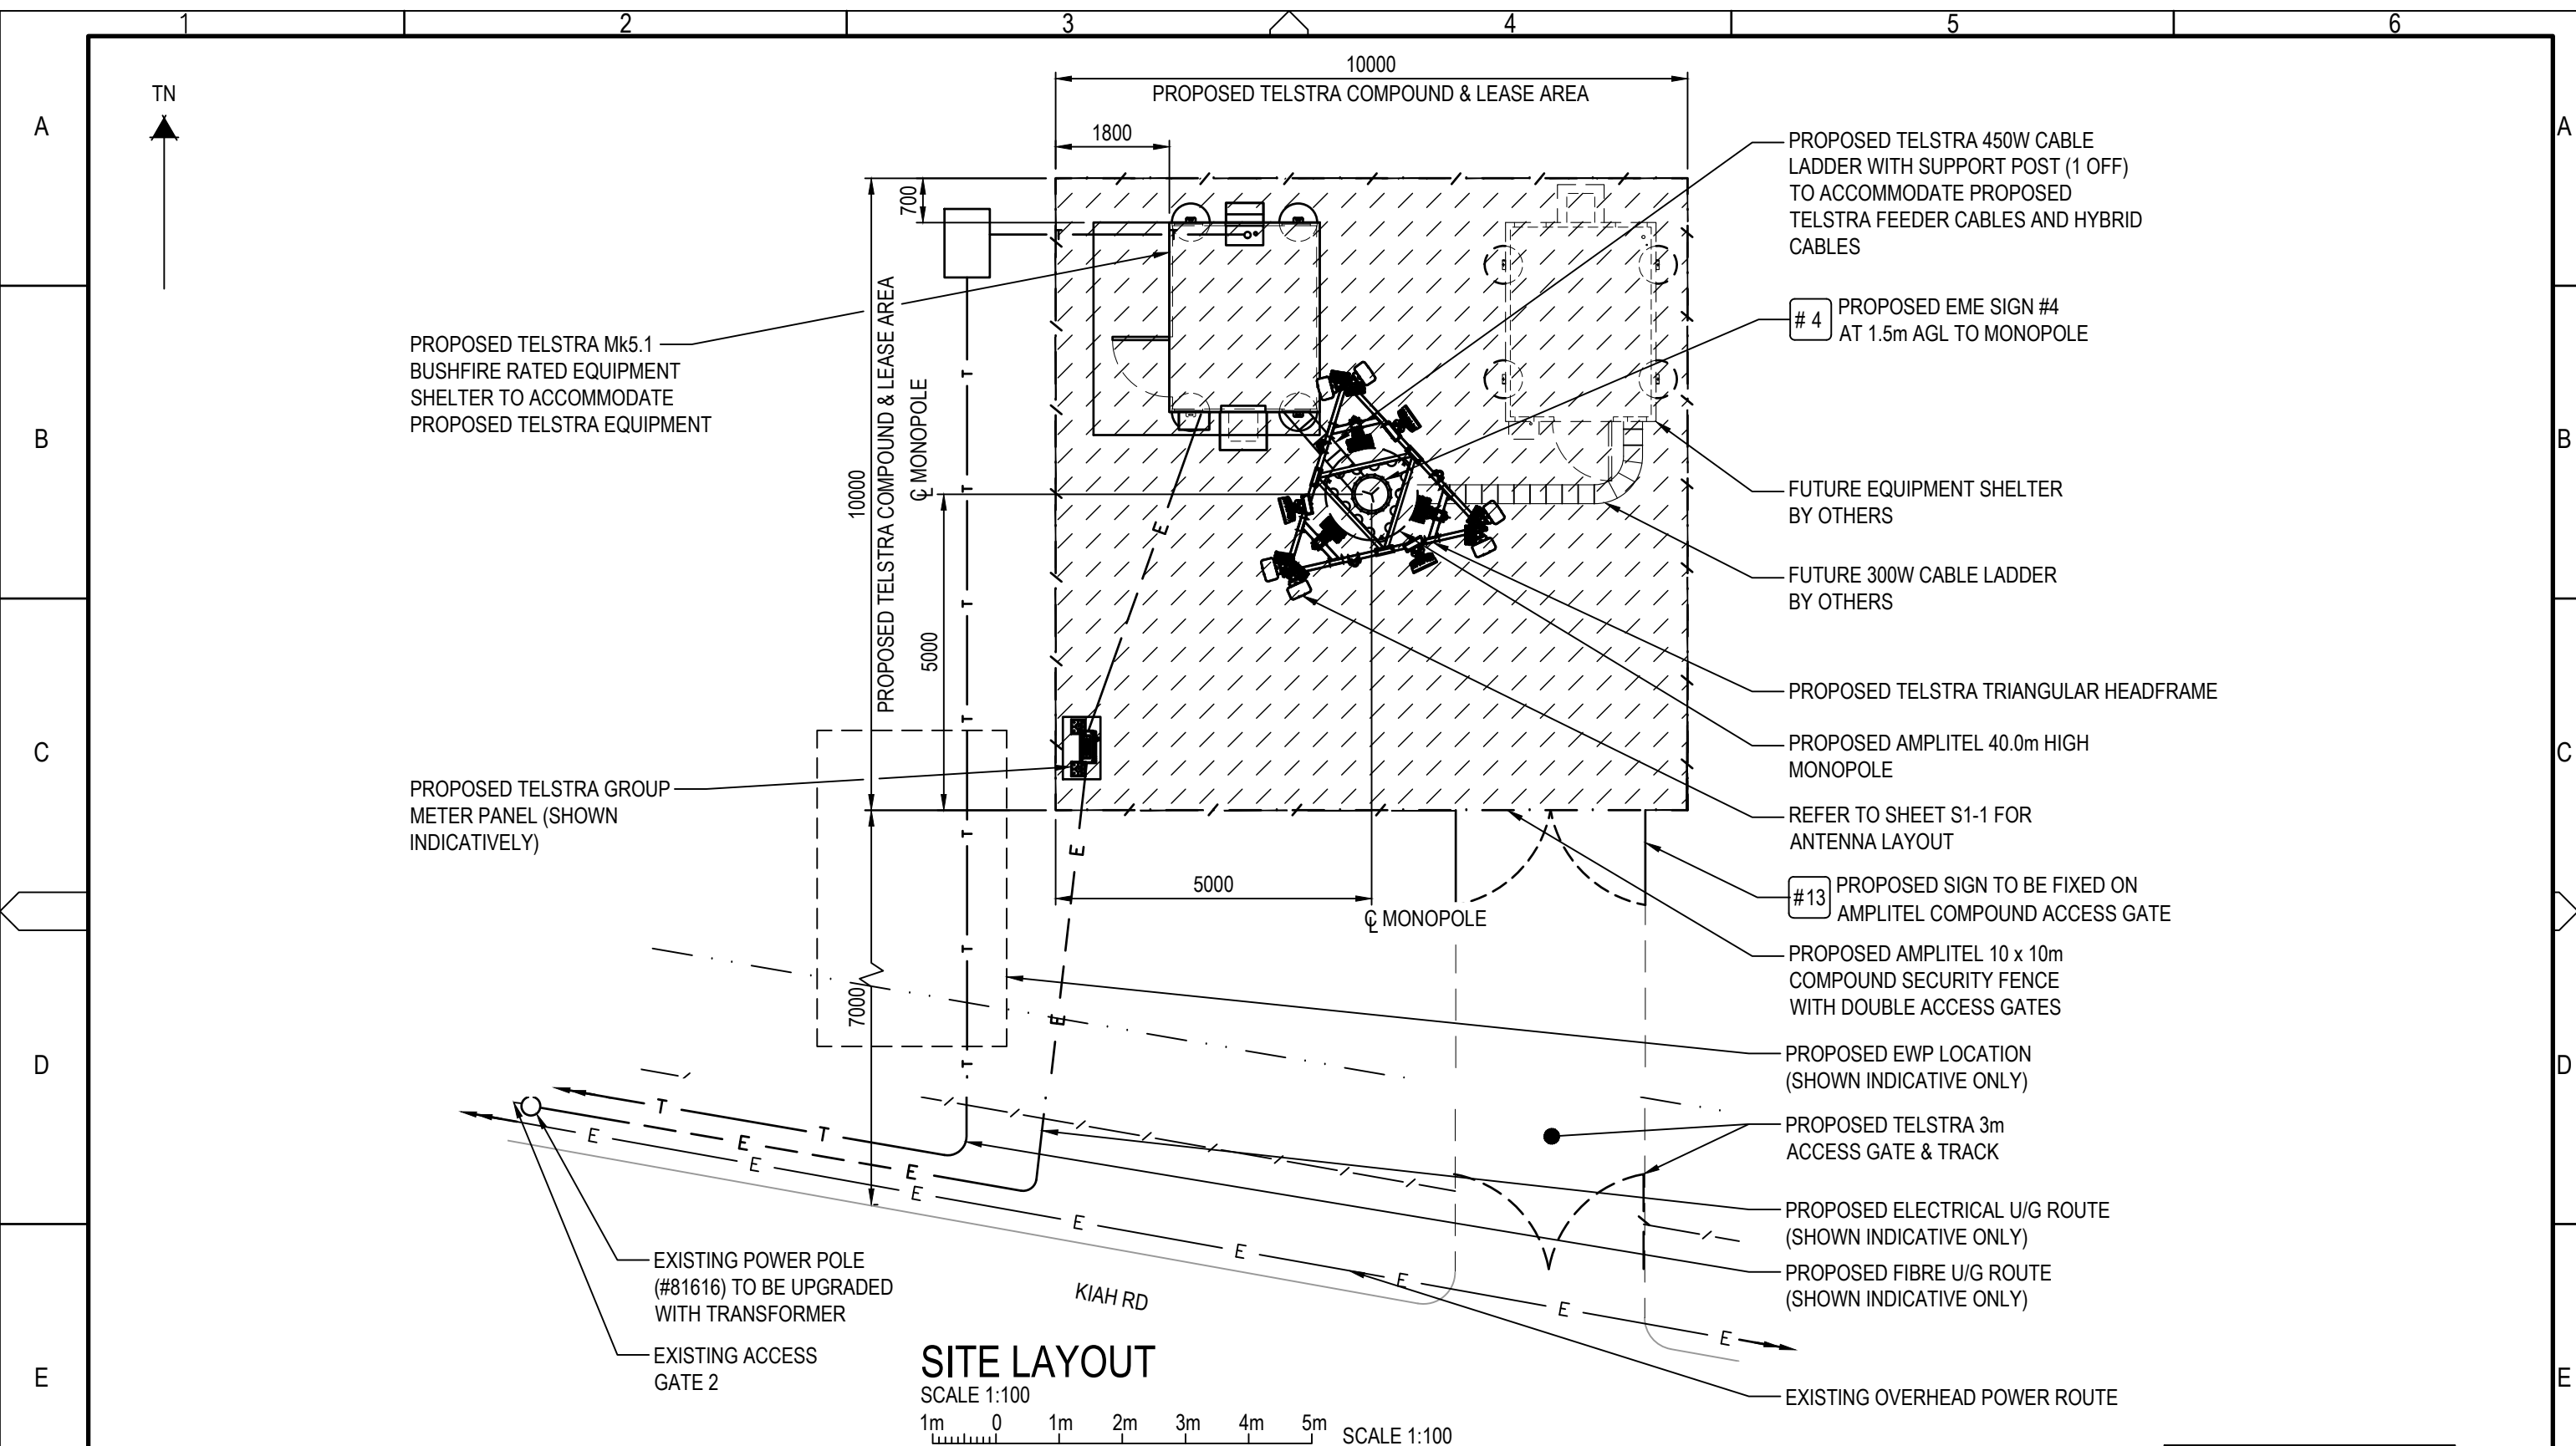 1 2 3 4 5 6
A A
B B
C C
D D
E E
TN
10000
PROPOSED TELSTRA COMPOUND & LEASE AREA
1800
700
10000
PROPOSED TELSTRA COMPOUND & LEASE AREA
℄ MONOPOLE
5000
7000
5000
℄ MONOPOLE
PROPOSED TELSTRA Mk5.1
BUSHFIRE RATED EQUIPMENT
SHELTER TO ACCOMMODATE
PROPOSED TELSTRA EQUIPMENT
PROPOSED TELSTRA GROUP
METER PANEL (SHOWN
INDICATIVELY)
PROPOSED TELSTRA 450W CABLE
LADDER WITH SUPPORT POST (1 OFF)
TO ACCOMMODATE PROPOSED
TELSTRA FEEDER CABLES AND HYBRID
CABLES
# 4 PROPOSED EME SIGN #4
AT 1.5m AGL TO MONOPOLE
FUTURE EQUIPMENT SHELTER
BY OTHERS
FUTURE 300W CABLE LADDER
BY OTHERS
PROPOSED TELSTRA TRIANGULAR HEADFRAME
PROPOSED AMPLITEL 40.0m HIGH
MONOPOLE
REFER TO SHEET S1-1 FOR
ANTENNA LAYOUT
#13 PROPOSED SIGN TO BE FIXED ON
AMPLITEL COMPOUND ACCESS GATE
PROPOSED AMPLITEL 10 x 10m
COMPOUND SECURITY FENCE
WITH DOUBLE ACCESS GATES
PROPOSED EWP LOCATION
(SHOWN INDICATIVE ONLY)
PROPOSED TELSTRA 3m
ACCESS GATE & TRACK
PROPOSED ELECTRICAL U/G ROUTE
(SHOWN INDICATIVE ONLY)
PROPOSED FIBRE U/G ROUTE
(SHOWN INDICATIVE ONLY)
EXISTING OVERHEAD POWER ROUTE
T T T T T T T T T T
T T
E E E
E E
E E E E E E E E
EXISTING POWER POLE
(#81616) TO BE UPGRADED
WITH TRANSFORMER
EXISTING ACCESS
GATE 2
KIAH RD
SITE LAYOUT
SCALE 1:100
1m 0 1m 2m 3m 4m 5m SCALE 1:100